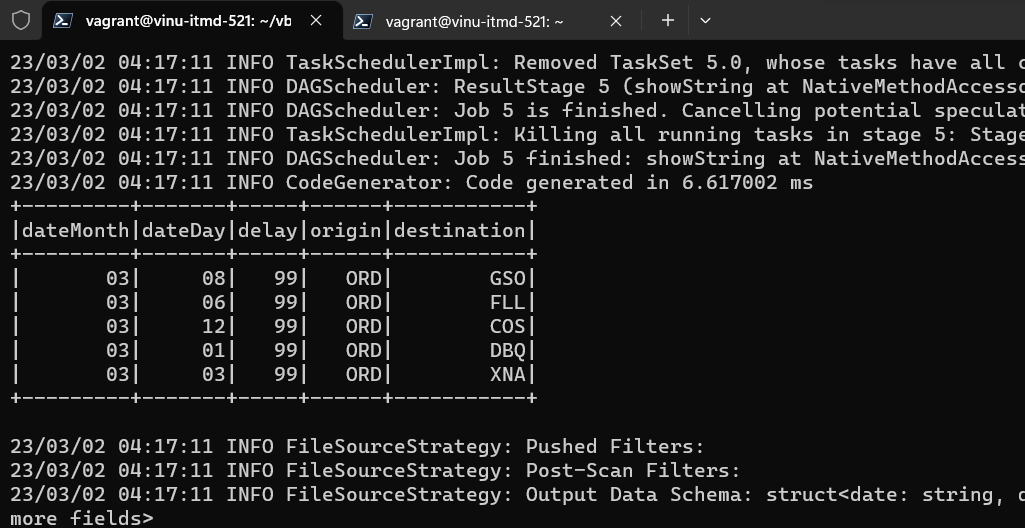 vagrant@vinu-itmd-521: ~/vb
vagrant@vinu-itmd-521: ~
23/03/02 04:17:11 INFO TaskSchedulerImpl: Removed TaskSet 5.0, whose tasks have all
23/03/02 04:17:11 INFO DAGScheduler: ResultStage 5 (showString at NativeMethodAccesso
23/03/02 04:17:11 INFO DAGScheduler: Job 5 is finished. Cancelling potential speculat
23/03/02 04:17:11 INFO TaskSchedulerImpl: Killing all running tasks in stage 5: Stage
23/03/02 04:17:11 INFO DAGScheduler: Job 5 finished: showString at NativeMethodAccess
23/03/02 04:17:11 INFO CodeGenerator: Code generated in 6.617002 ms
+---------+-------+-----+------+-----------+
|dateMonth|dateDay|delay|origin|destination|
+---------+-------+-----+------+-----------+
|       03|     08|   99|   ORD|        GSO|
|       03|     06|   99|   ORD|        FLL|
|       03|     12|   99|   ORD|        COS|
|       03|     01|   99|   ORD|        DBQ|
|       03|     03|   99|   ORD|        XNA|
+---------+-------+-----+------+-----------+
23/03/02 04:17:11 INFO FileSourceStrategy: Pushed Filters:
23/03/02 04:17:11 INFO FileSourceStrategy: Post-Scan Filters:
23/03/02 04:17:11 INFO FileSourceStrategy: Output Data Schema: struct<date: string,
more fields>